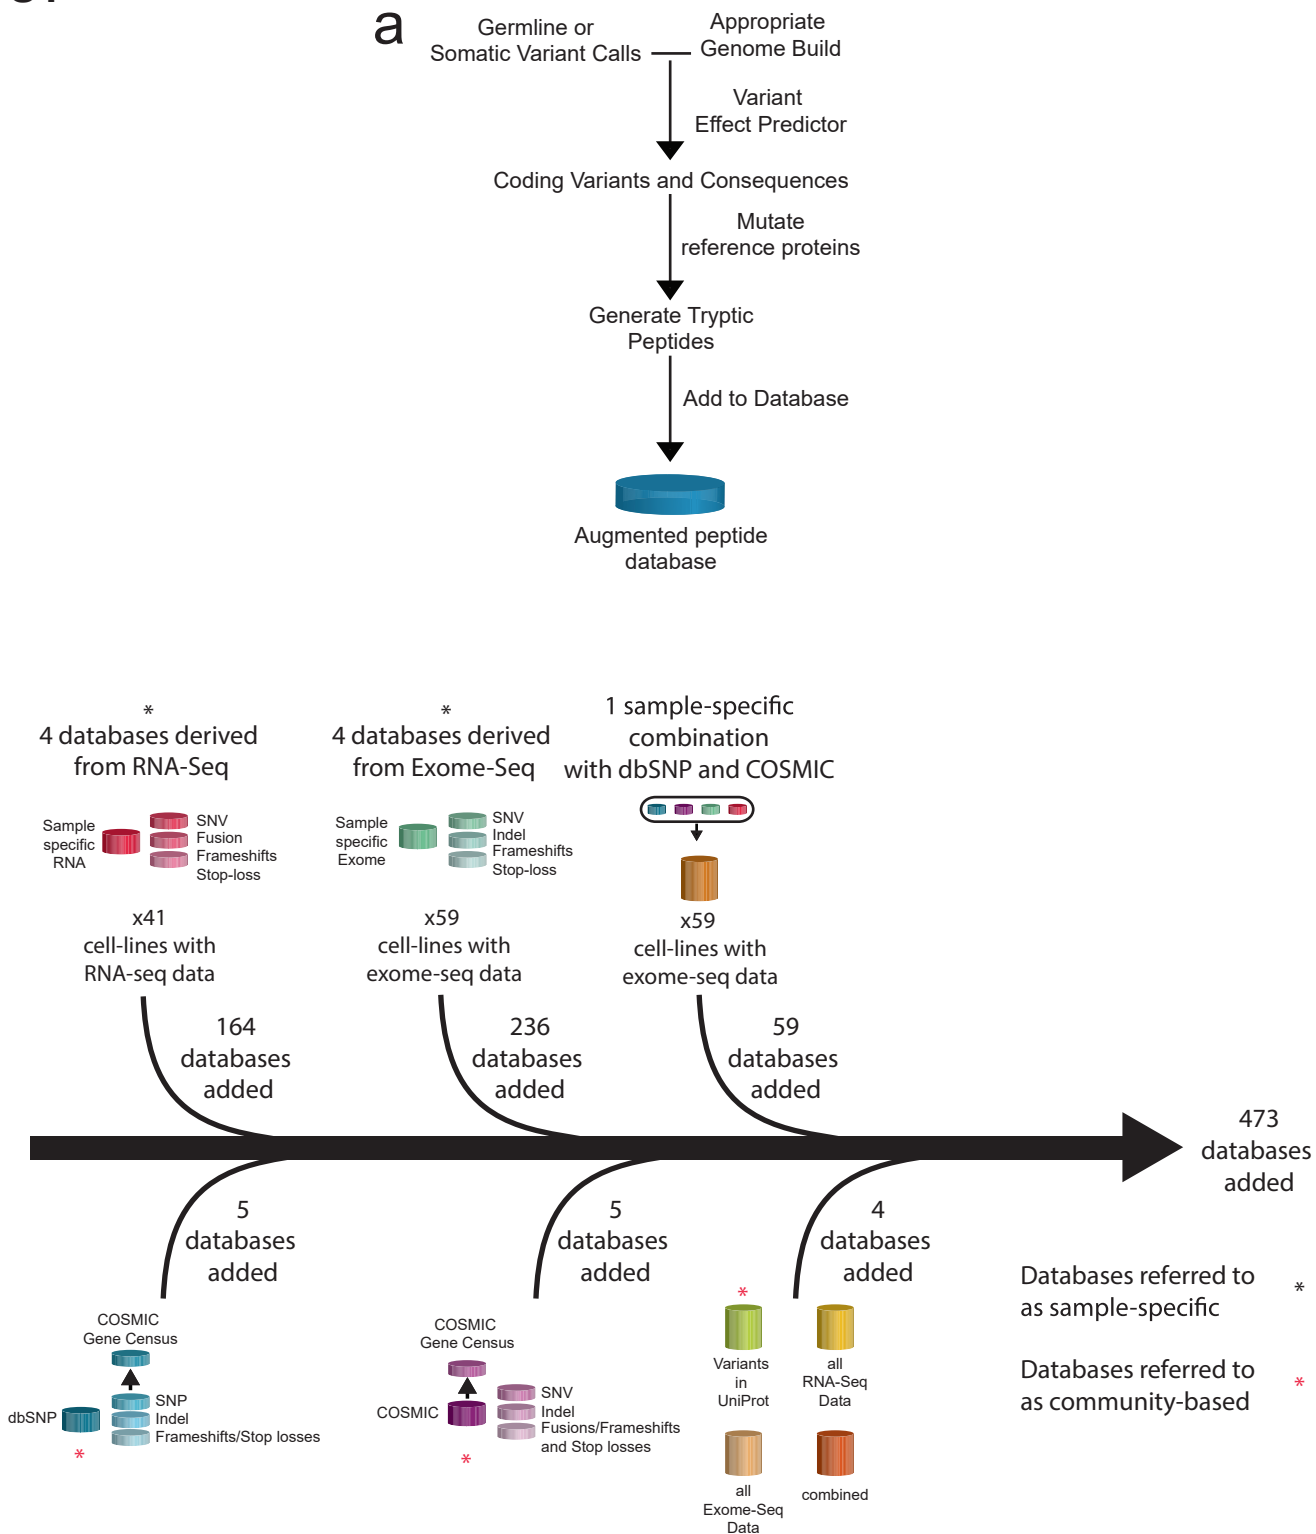 a
Germline or
Somatic Variant Calls
Appropriate
Genome Build
Variant
Effect Predictor
Coding Variants and Consequences
Mutate
reference proteins
Generate Tryptic
Peptides
Add to Database
Augmented peptide
database
*
4 databases derived
from RNA-Seq
Sample
specific
RNA
SNV
Fusion
Frameshifts
Stop-loss
x41
cell-lines with
RNA-seq data
164
databases
added
*
4 databases derived
from Exome-Seq
Sample
specific
Exome
SNV
Indel
Frameshifts
Stop-loss
x59
cell-lines with
exome-seq data
236
databases
added
1 sample-specific
combination
with dbSNP and COSMIC
x59
cell-lines with
exome-seq data
59
databases
added
473
databases
added
5
databases
added
COSMIC
Gene Census
dbSNP
SNP
Indel
Frameshifts/Stop losses
*
5
databases
added
COSMIC
Gene Census
COSMIC
SNV
Indel
Fusions/Frameshifts
and Stop losses
*
4
databases
added
*
Variants
in
UniProt
all
RNA-Seq
Data
all
Exome-Seq
Data
combined
Databases referred to
as sample-specific
*
Databases referred to
as community-based
*